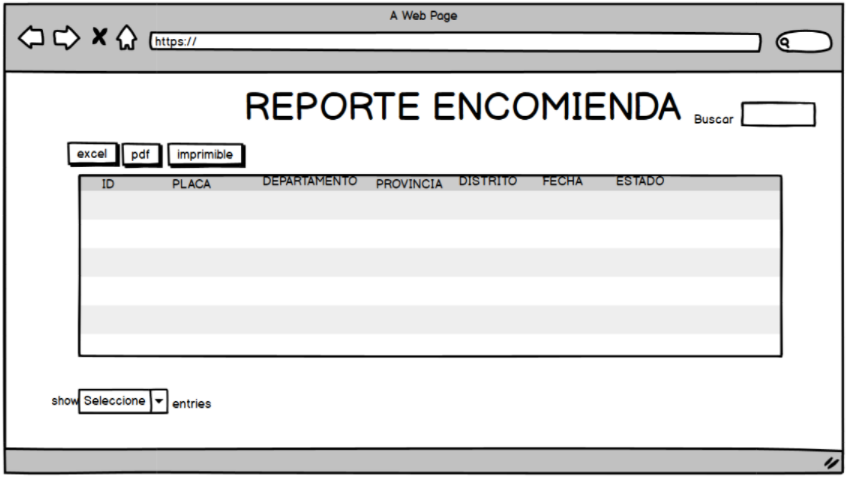 A Web Page
https://
REPORTE ENCOMIENDA
Buscar
excel pdf imprimible
ID PLACA DEPARTAMENTO PROVINCIA DISTRITO FECHA ESTADO
show Seleccione entries